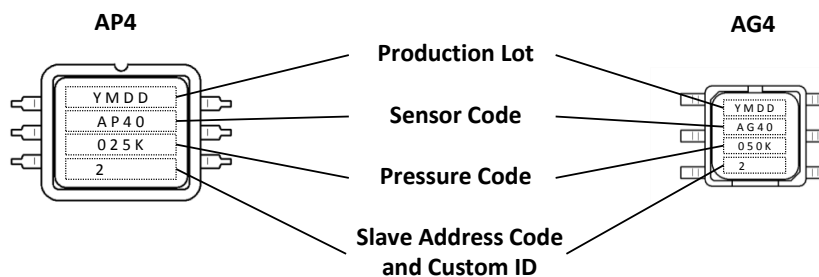 AP4
AG4
Production Lot
Sensor Code
Pressure Code
Slave Address Code
and Custom ID
YMDD
AP40
025K
2
YMDD
AG40
050K
2